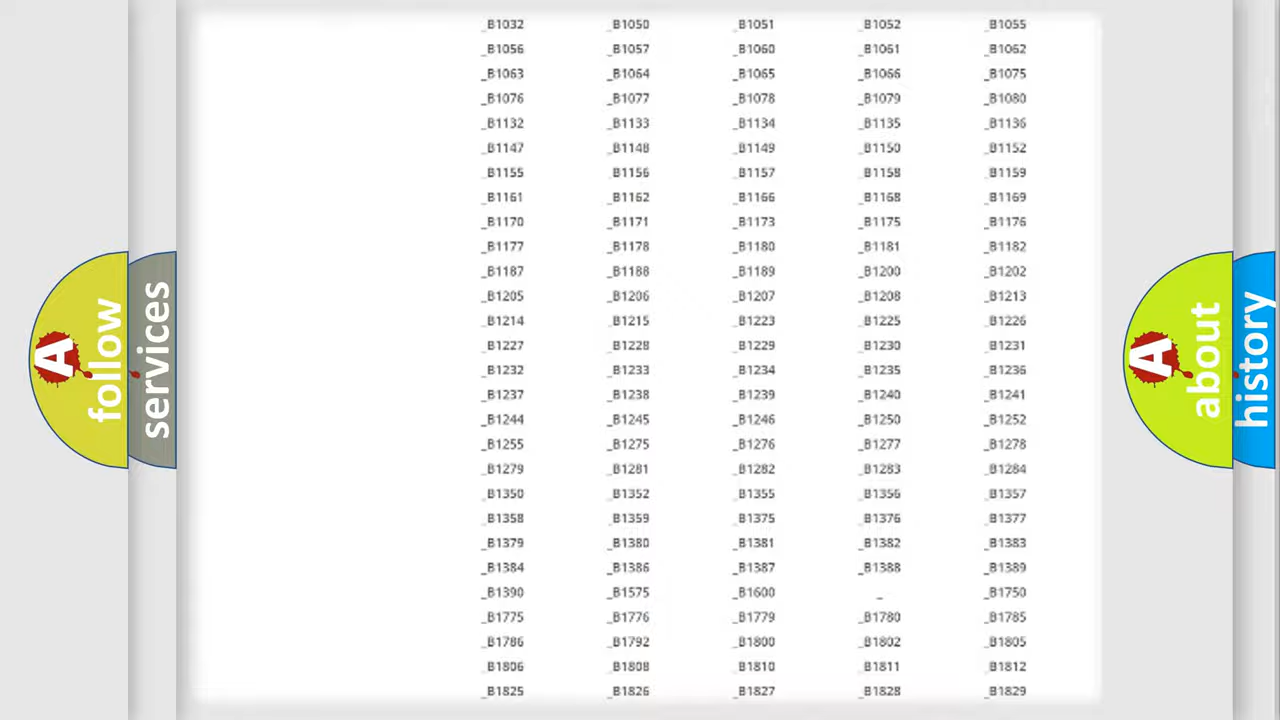 _B1032 _B1050 _B1051 _B1052 _B1055
_B1056 _B1057 _B1060 _B1061 _B1062
_B1063 _B1064 _B1065 _B1066 _B1075
_B1076 _B1077 _B1078 _B1079 _B1080
_B1132 _B1133 _B1134 _B1135 _B1136
_B1147 _B1148 _B1149 _B1150 _B1152
_B1155 _B1156 _B1157 _B1158 _B1159
_B1161 _B1162 _B1166 _B1168 _B1169
_B1170 _B1171 _B1173 _B1175 _B1176
_B1177 _B1178 _B1180 _B1181 _B1182
_B1187 _B1188 _B1189 _B1200 _B1202
_B1205 _B1206 _B1207 _B1208 _B1213
_B1214 _B1215 _B1223 _B1225 _B1226
_B1227 _B1228 _B1229 _B1230 _B1231
_B1232 _B1233 _B1234 _B1235 _B1236
_B1237 _B1238 _B1239 _B1240 _B1241
_B1244 _B1245 _B1246 _B1250 _B1252
_B1255 _B1275 _B1276 _B1277 _B1278
_B1279 _B1281 _B1282 _B1283 _B1284
_B1350 _B1352 _B1355 _B1356 _B1357
_B1358 _B1359 _B1375 _B1376 _B1377
_B1379 _B1380 _B1381 _B1382 _B1383
_B1384 _B1386 _B1387 _B1388 _B1389
_B1390 _B1575 _B1600 _ _B1750
_B1775 _B1776 _B1779 _B1780 _B1785
_B1786 _B1792 _B1800 _B1802 _B1805
_B1806 _B1808 _B1810 _B1811 _B1812
_B1825 _B1826 _B1827 _B1828 _B1829
A
follow
services
A
about
history